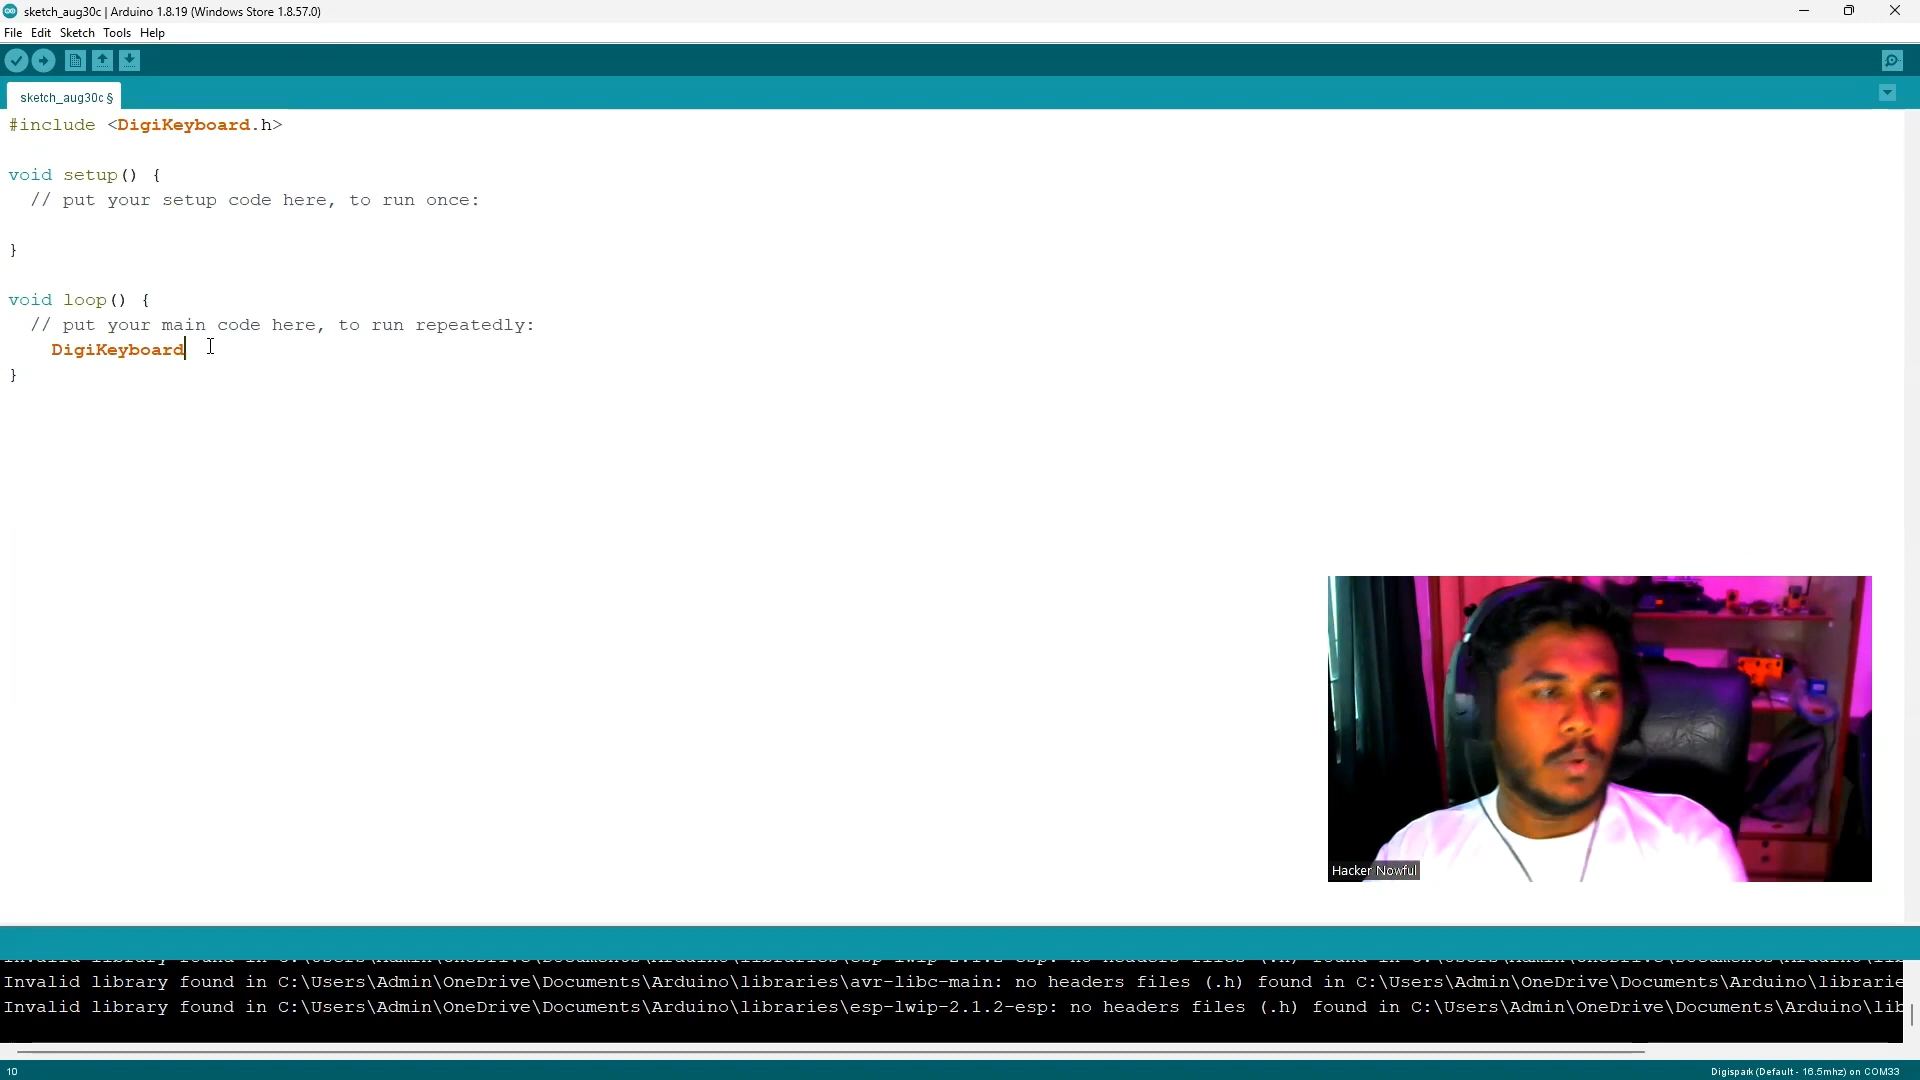 sketch_aug30c | Arduino 1.8.19 (Windows Store 1.8.57.0)
File Edit Sketch Tools Help
sketch_aug30c §
#include <DigiKeyboard.h>
void setup() {
// put your setup code here, to run once:
}
void loop() {
// put your main code here, to run repeatedly:
DigiKeyboard
}
Hacker Nowful
Invalid library found in C:\Users\Admin\OneDrive\Documents\Arduino\libraries\avr-libc-main: no headers files (.h) found in C:\Users\Admin\OneDrive\Documents\Arduino\librarie
Invalid library found in C:\Users\Admin\OneDrive\Documents\Arduino\libraries\esp-lwip-2.1.2-esp: no headers files (.h) found in C:\Users\Admin\OneDrive\Documents\Arduino\lib
10
Digispark (Default - 16.5mhz) on COM33